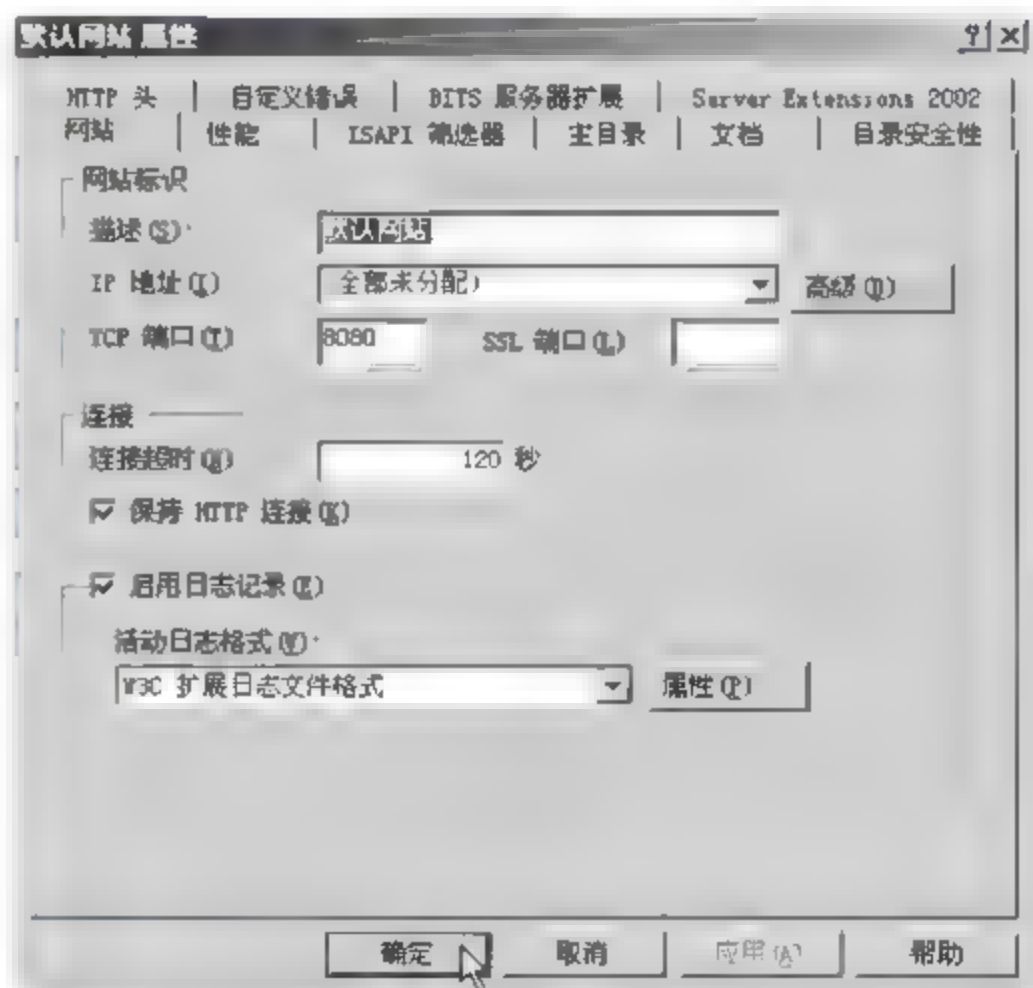 默认网站 属性
HTTP 头 自定义错误 BITS 服务器扩展 Server Extensions 2002
网站 性能 ISAPI 筛选器 主目录 文档 目录安全性
网站标识
描述(S): 默认网站
IP 地址(I) 全部未分配) 高级(D)
TCP 端口(T) 8080 SSL 端口(L)
连接
连接超时(N) 120 秒
保持 HTTP 连接(K)
启用日志记录(E)
活动日志格式(V):
W3C 扩展日志文件格式 属性(P)
确定 取消 应用(A) 帮助